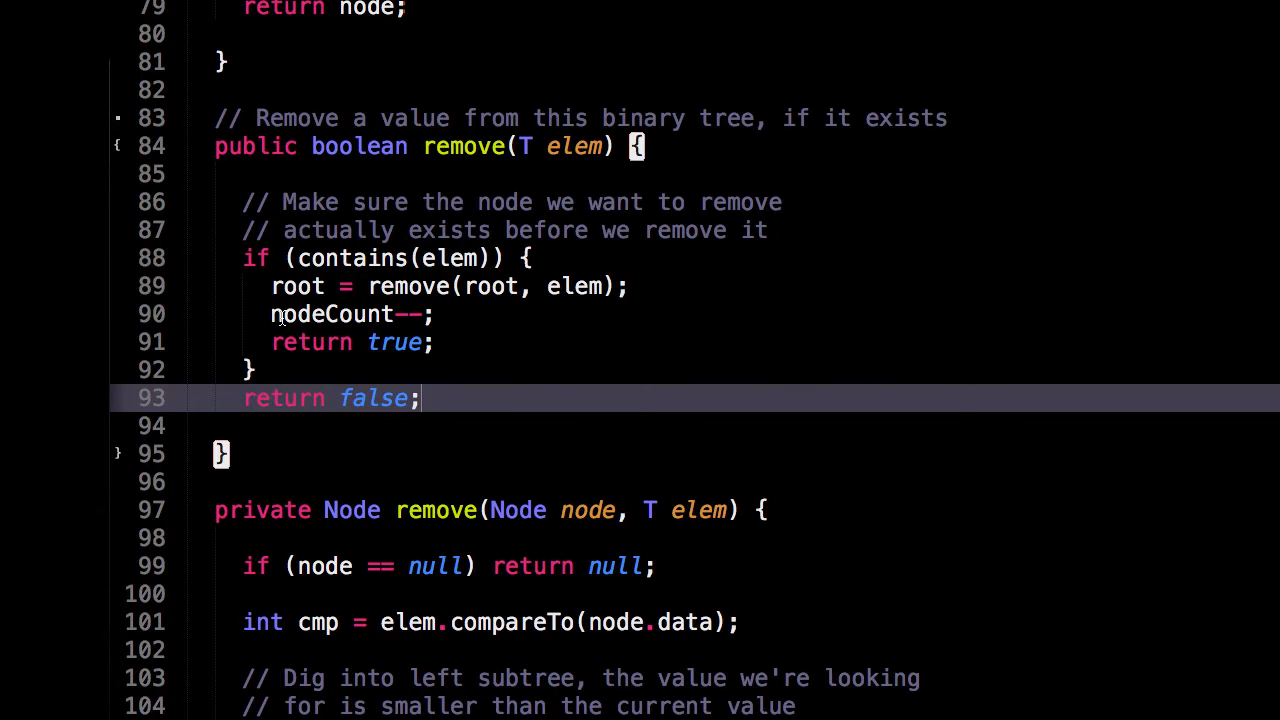 79 return node;
80
81 }
82
83 // Remove a value from this binary tree, if it exists
{ 84 public boolean remove(T elem) {
85
86 // Make sure the node we want to remove
87 // actually exists before we remove it
88 if (contains(elem)) {
89 root = remove(root, elem);
90 nodeCount--;
91 return true;
92 }
93 return false;
94
} 95 }
96
97 private Node remove(Node node, T elem) {
98
99 if (node == null) return null;
100
101 int cmp = elem.compareTo(node.data);
102
103 // Dig into left subtree, the value we're looking
104 // for is smaller than the current value